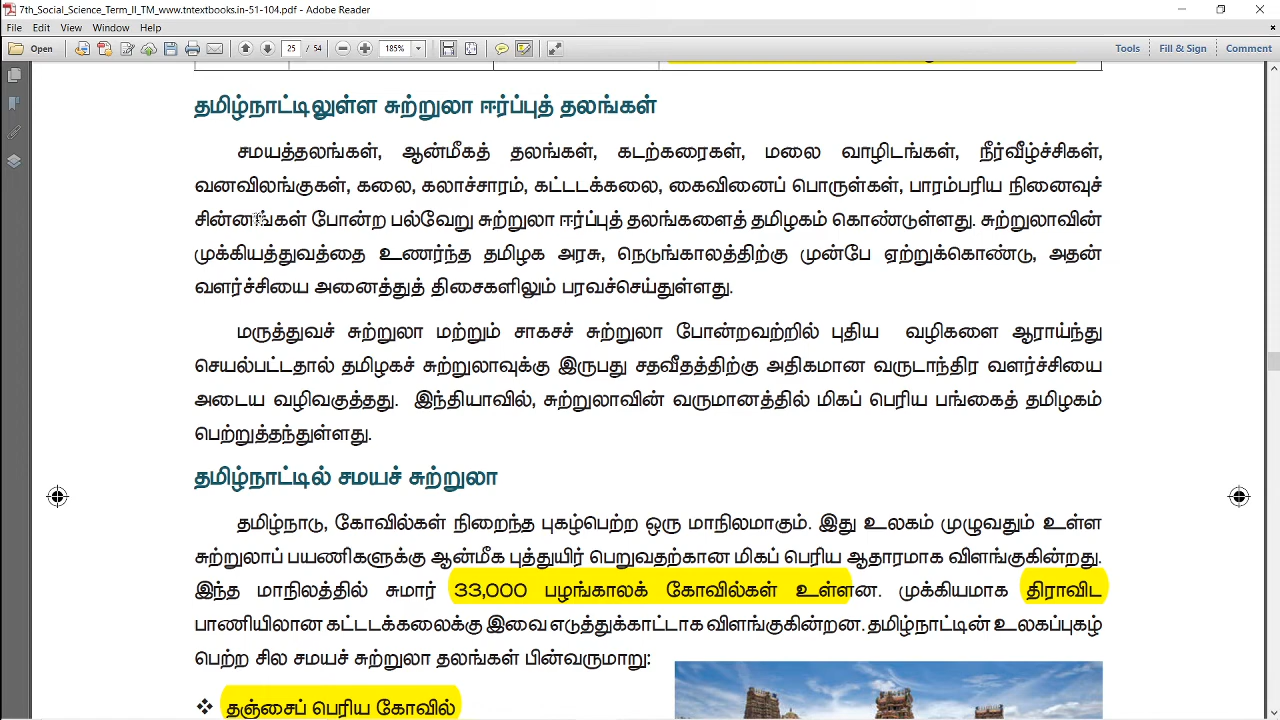 7th_Social_Science_Term_II_TM_www.tntextbooks.in-51-104.pdf - Adobe Reader
File Edit View Window Help
Open 25 / 54 185% Tools Fill & Sign Comment
தமிழ்நாட்டிலுள்ள சுற்றுலா ஈர்ப்புத் தலங்கள்
சமயத்தலங்கள், ஆன்மீகத் தலங்கள், கடற்கரைகள், மலை வாழிடங்கள், நீர்வீழ்ச்சிகள்,
வனவிலங்குகள், கலை, கலாச்சாரம், கட்டடக்கலை, கைவினைப் பொருள்கள், பாரம்பரிய நினைவுச்
சின்னங்கள் போன்ற பல்வேறு சுற்றுலா ஈர்ப்புத் தலங்களைத் தமிழகம் கொண்டுள்ளது. சுற்றுலாவின்
முக்கியத்துவத்தை உணர்ந்த தமிழக அரசு, நெடுங்காலத்திற்கு முன்பே ஏற்றுக்கொண்டு, அதன்
வளர்ச்சியை அனைத்துத் திசைகளிலும் பரவச்செய்துள்ளது.
மருத்துவச் சுற்றுலா மற்றும் சாகசச் சுற்றுலா போன்றவற்றில் புதிய வழிகளை ஆராய்ந்து
செயல்பட்டதால் தமிழகச் சுற்றுலாவுக்கு இருபது சதவீதத்திற்கு அதிகமான வருடாந்திர வளர்ச்சியை
அடைய வழிவகுத்தது. இந்தியாவில், சுற்றுலாவின் வருமானத்தில் மிகப் பெரிய பங்கைத் தமிழகம்
பெற்றுத்தந்துள்ளது.
தமிழ்நாட்டில் சமயச் சுற்றுலா
தமிழ்நாடு, கோவில்கள் நிறைந்த புகழ்பெற்ற ஒரு மாநிலமாகும். இது உலகம் முழுவதும் உள்ள
சுற்றுலாப் பயணிகளுக்கு ஆன்மீக புத்துயிர் பெறுவதற்கான மிகப் பெரிய ஆதாரமாக விளங்குகின்றது.
இந்த மாநிலத்தில் சுமார் 33,000 பழங்காலக் கோவில்கள் உள்ளன. முக்கியமாக திராவிட
பாணியிலான கட்டடக்கலைக்கு இவை எடுத்துக்காட்டாக விளங்குகின்றன. தமிழ்நாட்டின் உலகப்புகழ்
பெற்ற சில சமயச் சுற்றுலா தலங்கள் பின்வருமாறு:
❖ தஞ்சைப் பெரிய கோவில்